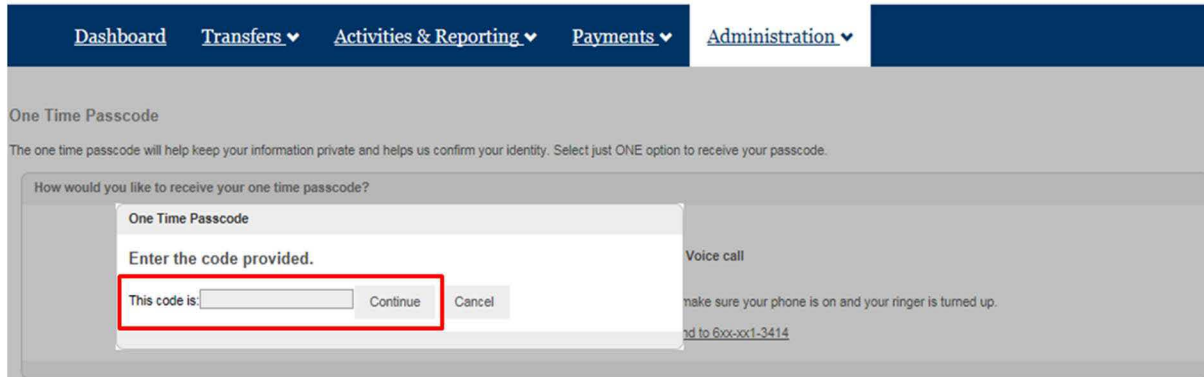 Dashboard Transfers Activities & Reporting Payments Administration
One Time Passcode
The one time passcode will help keep your information private and helps us confirm your identity. Select just ONE option to receive your passcode.
How would you like to receive your one time passcode?
One Time Passcode
Enter the code provided.
Voice call
This code is: Continue Cancel
make sure your phone is on and your ringer is turned up.
to 6xx-xx1-3414